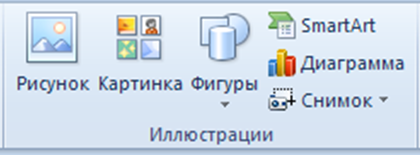 Рисунок Картинка Фигуры
SmartArt
Диаграмма
Снимок
Иллюстрации